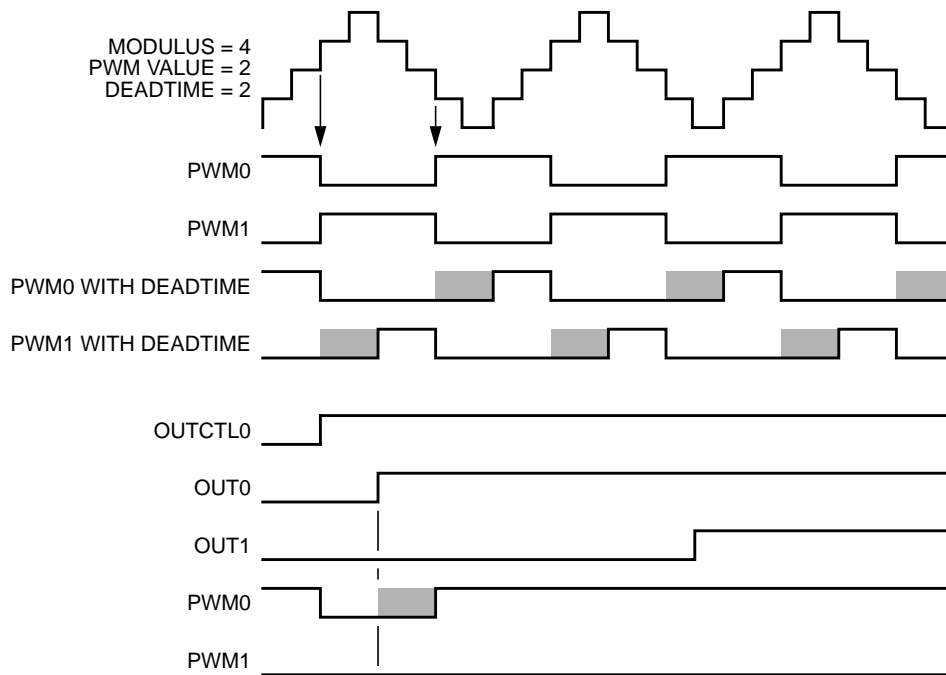 MODULUS = 4
PWM VALUE = 2
DEADTIME = 2
PWM0
PWM1
PWM0 WITH DEADTIME
PWM1 WITH DEADTIME
OUTCTL0
OUT0
OUT1
PWM0
PWM1